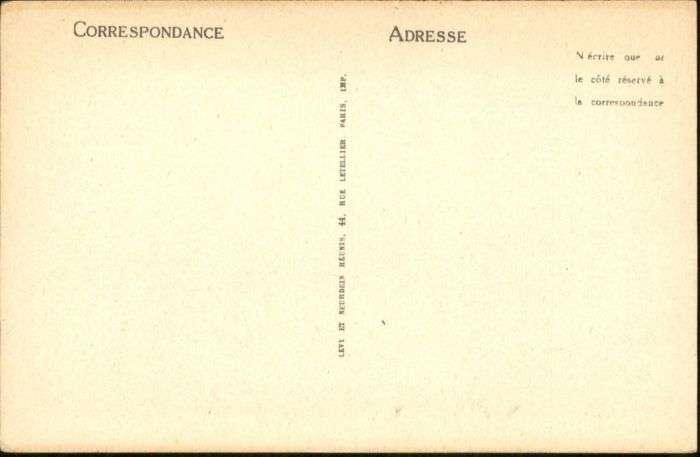 CORRESPONDANCE
ADRESSE
N'écrire que
le côté réservé à
la correspondance
LEVY ET NEURDEIN RÉUNIS, 44, RUE LETELLIER, PARIS, IMP.